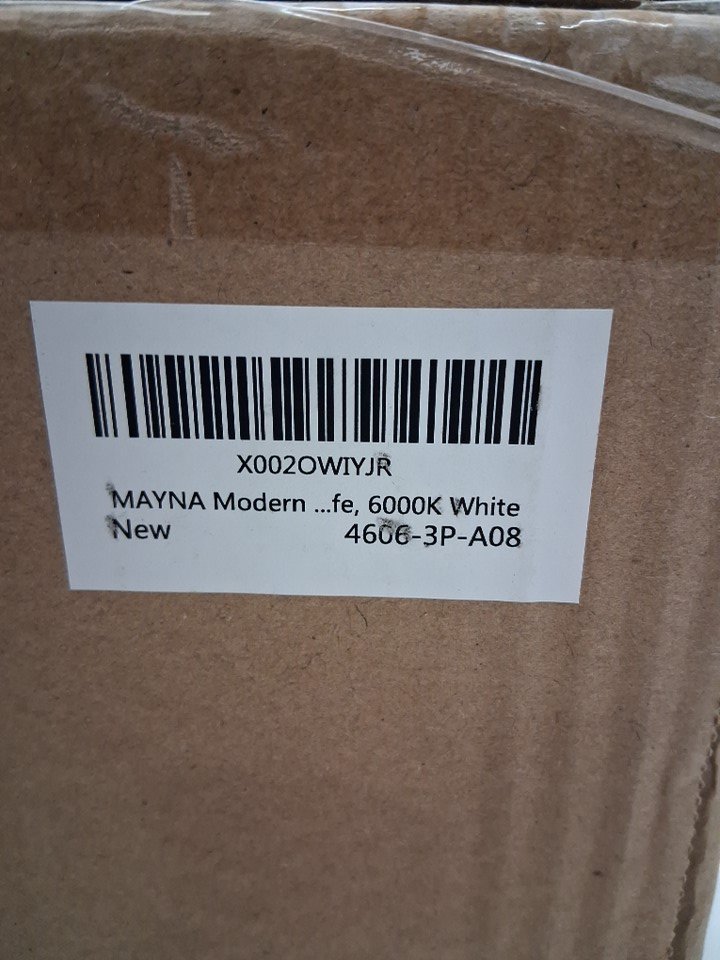 X002OWIYJR
MAYNA Modern ...fe, 6000K White
New 4606-3P-A08